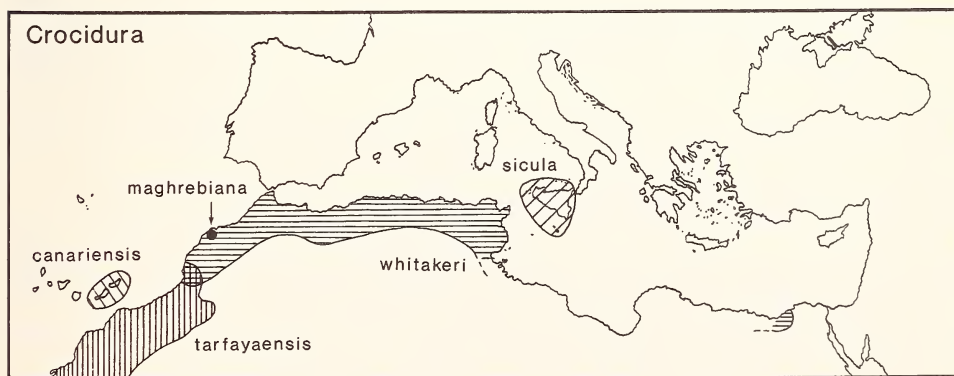 Crocidura
sicula
maghrebiana
canariensis
whitakeri
tarfayaensis